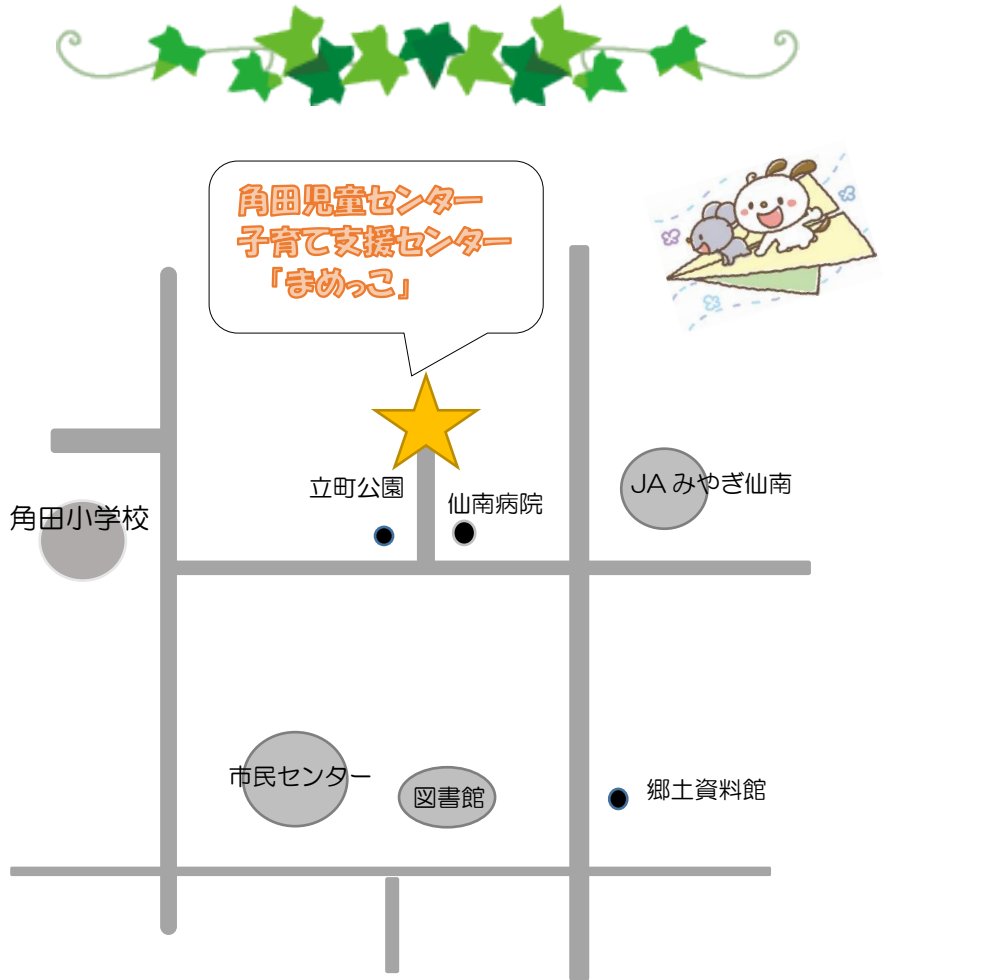 角田児童センター
子育て支援センター
「まめっこ」
立町公園
仙南病院
JAみやぎ仙南
角田小学校
市民センター
図書館
郷土資料館